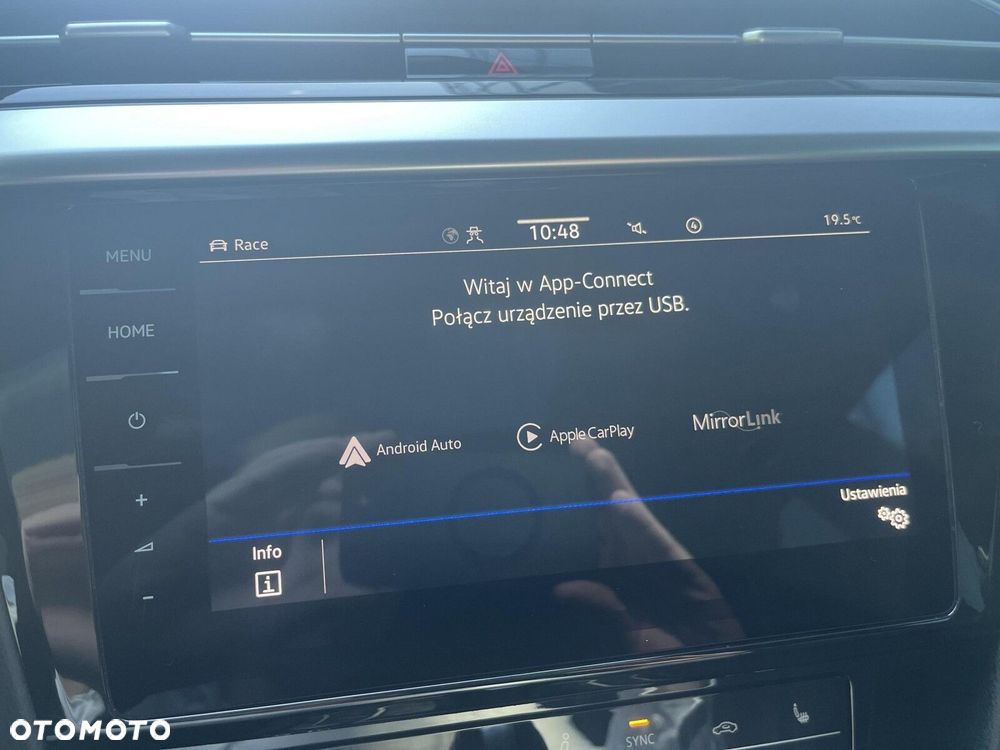 MENU
HOME
Race
10:48
4
19.5°C
Witaj w App-Connect
Połącz urządzenie przez USB.
Android Auto
Apple CarPlay
MirrorLink
Ustawienia
Info
i
+
-
SYNC
OTOMOTO